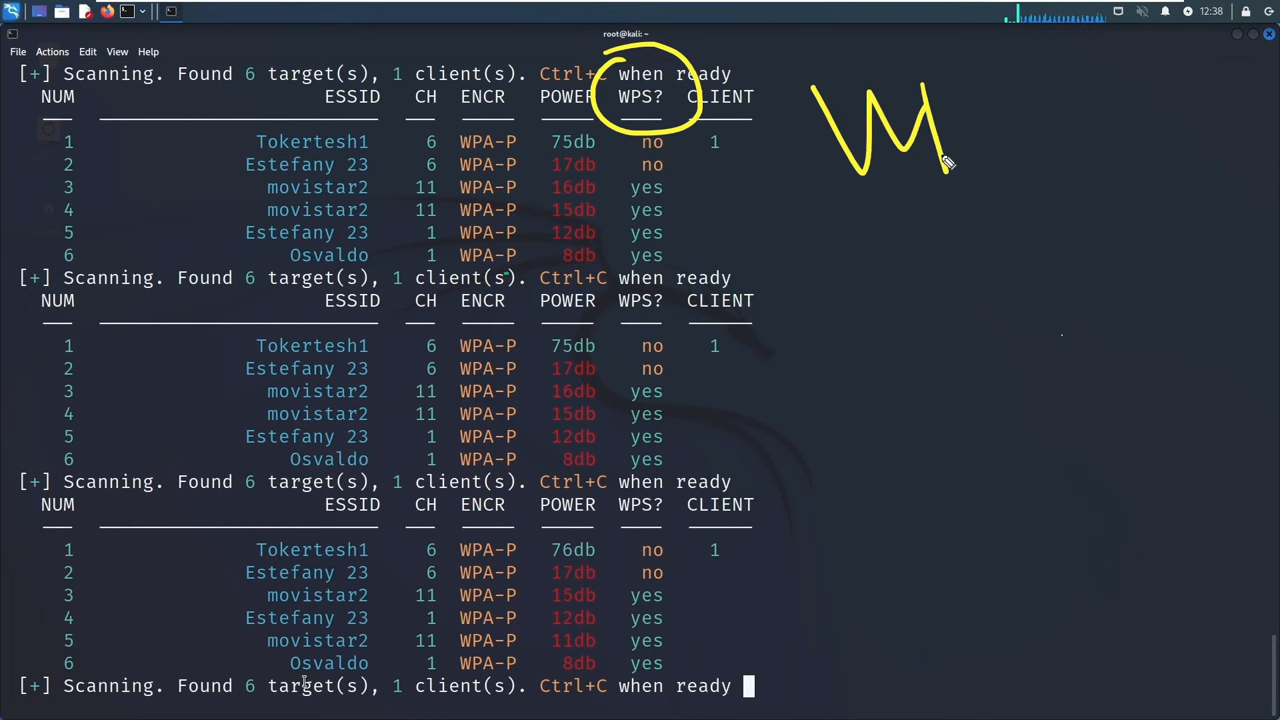 12:38
root@kali: ~
File Actions Edit View Help
[+] Scanning. Found 6 target(s), 1 client(s). Ctrl+C when ready
NUM ESSID CH ENCR POWER WPS? CLIENT
1 Tokertesh1 6 WPA-P 75db no 1
2 Estefany 23 6 WPA-P 17db no
3 movistar2 11 WPA-P 16db yes
4 movistar2 11 WPA-P 15db yes
5 Estefany 23 1 WPA-P 12db yes
6 Osvaldo 1 WPA-P 8db yes
[+] Scanning. Found 6 target(s), 1 client(s). Ctrl+C when ready
NUM ESSID CH ENCR POWER WPS? CLIENT
1 Tokertesh1 6 WPA-P 75db no 1
2 Estefany 23 6 WPA-P 17db no
3 movistar2 11 WPA-P 16db yes
4 movistar2 11 WPA-P 15db yes
5 Estefany 23 1 WPA-P 12db yes
6 Osvaldo 1 WPA-P 8db yes
[+] Scanning. Found 6 target(s), 1 client(s). Ctrl+C when ready
NUM ESSID CH ENCR POWER WPS? CLIENT
1 Tokertesh1 6 WPA-P 76db no 1
2 Estefany 23 6 WPA-P 17db no
3 movistar2 11 WPA-P 15db yes
4 Estefany 23 1 WPA-P 12db yes
5 movistar2 11 WPA-P 11db yes
6 Osvaldo 1 WPA-P 8db yes
[+] Scanning. Found 6 target(s), 1 client(s). Ctrl+C when ready